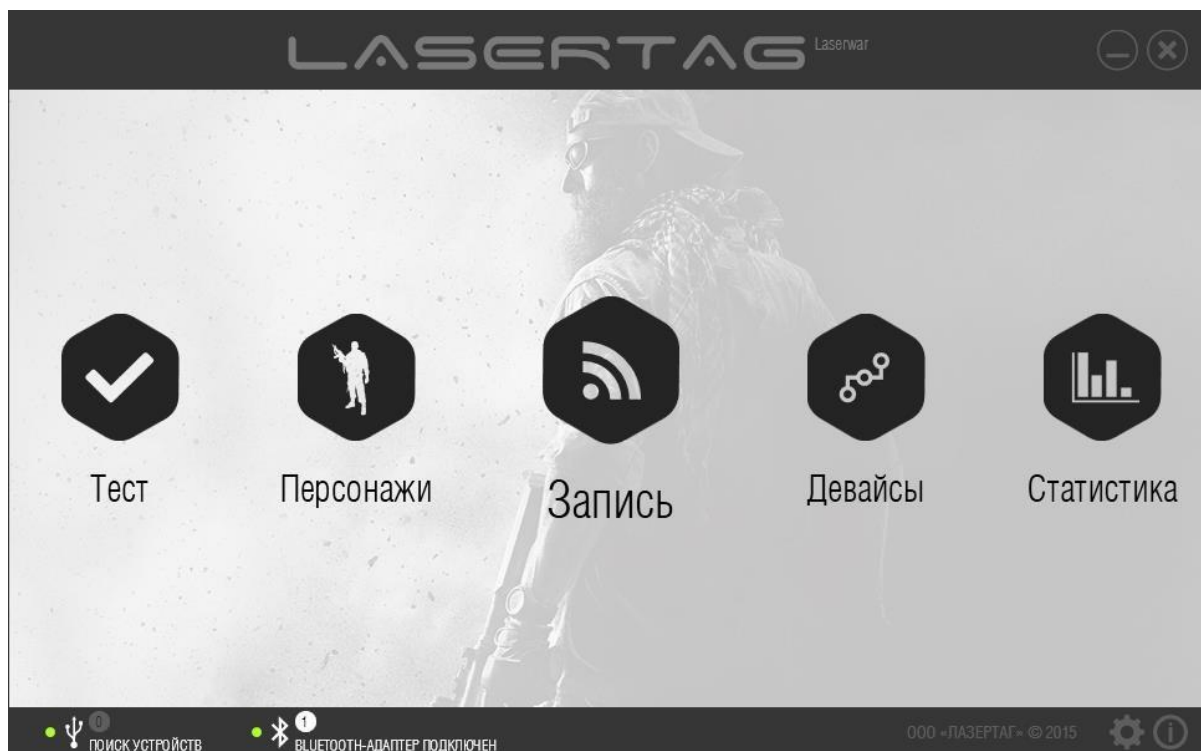 LASERTAG Laserwar
Тест
Персонажи
Запись
Девайсы
Статистика
0
ПОИСК УСТРОЙСТВ
1
BLUETOOTH-АДАПТЕР ПОДКЛЮЧЕН
ООО «ЛАЗЕРТАГ» © 2015